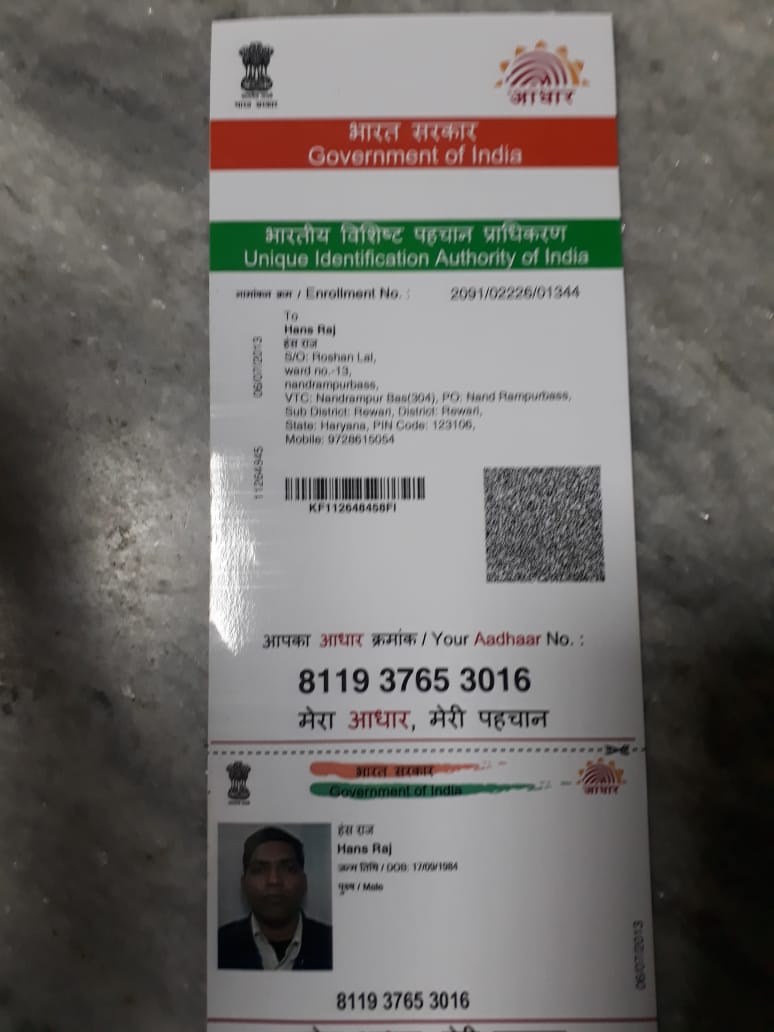 भारत सरकार
आधार
भारत सरकार
Government of India
भारतीय विशिष्ट पहचान प्राधिकरण
Unique Identification Authority of India
नामांकन क्रम / Enrollment No. : 2091/02226/01344
To
Hans Raj
हंस राज
S/O: Roshan Lal,
ward no.-13,
nandrampurbass,
VTC: Nandrampur Bas(304), PO: Nand Rampurbass,
Sub District: Rewari, District: Rewari,
State: Haryana, PIN Code: 123106,
Mobile: 9728615054
06/07/2013
आपका आधार क्रमांक / Your Aadhaar No. :
8119 3765 3016
मेरा आधार, मेरी पहचान
भारत सरकार
Government of India
आधार
हंस राज
Hans Raj
जन्म तिथि / DOB: 17/09/1984
पुरुष / Male
06/07/2013
8119 3765 3016